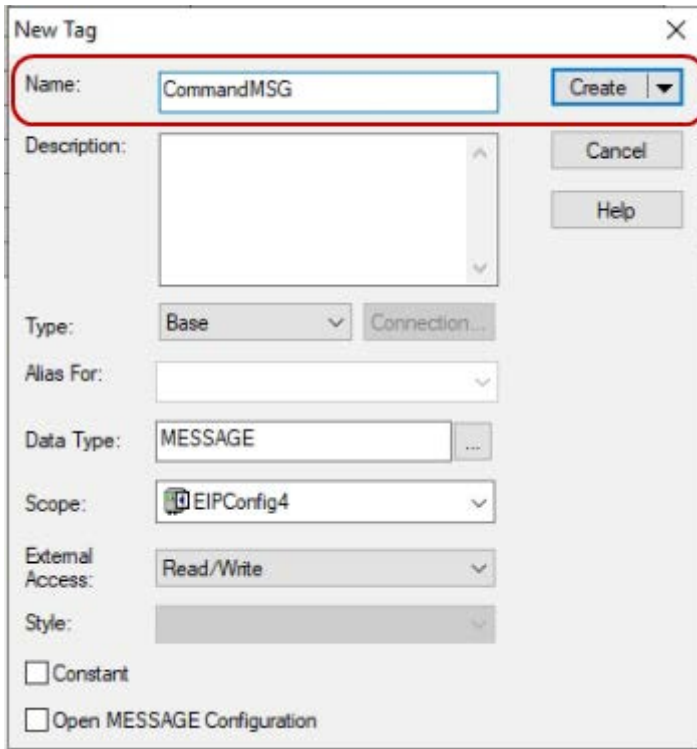 New Tag
Name: CommandMSG Create
Description: Cancel
Help
Type: Base Connection...
Alias For:
Data Type: MESSAGE ...
Scope: EIPConfig4
External
Access: Read/Write
Style:
Constant
Open MESSAGE Configuration